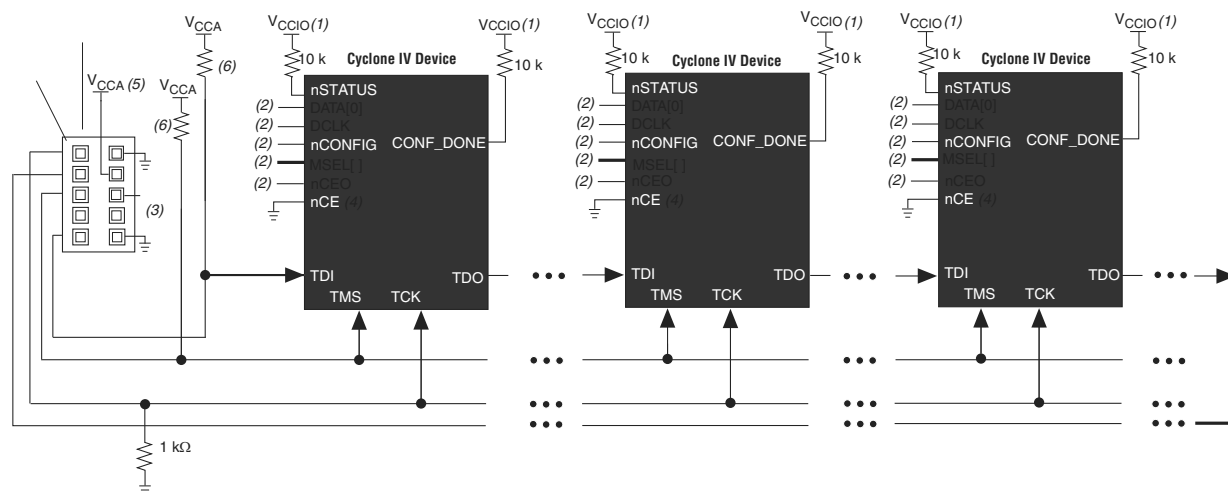 VCCA
VCCIO (1)
VCCIO (1)
VCCIO (1)
VCCIO (1)
VCCIO (1)
VCCIO (1)
(6)
10 k
10 k
10 k
10 k
10 k
10 k
Cyclone IV Device
Cyclone IV Device
Cyclone IV Device
VCCA (5)
VCCA
(6)
(3)
nSTATUS
(2) DATA[0]
(2) DCLK
(2) nCONFIG CONF_DONE
(2) MSEL[ ]
(2) nCEO
nCE (4)
TDI TDO
TMS TCK
nSTATUS
(2) DATA[0]
(2) DCLK
(2) nCONFIG CONF_DONE
(2) MSEL[ ]
(2) nCEO
nCE (4)
TDI TDO
TMS TCK
nSTATUS
(2) DATA[0]
(2) DCLK
(2) nCONFIG CONF_DONE
(2) MSEL[ ]
(2) nCEO
nCE (4)
TDI TDO
TMS TCK
1 kΩ